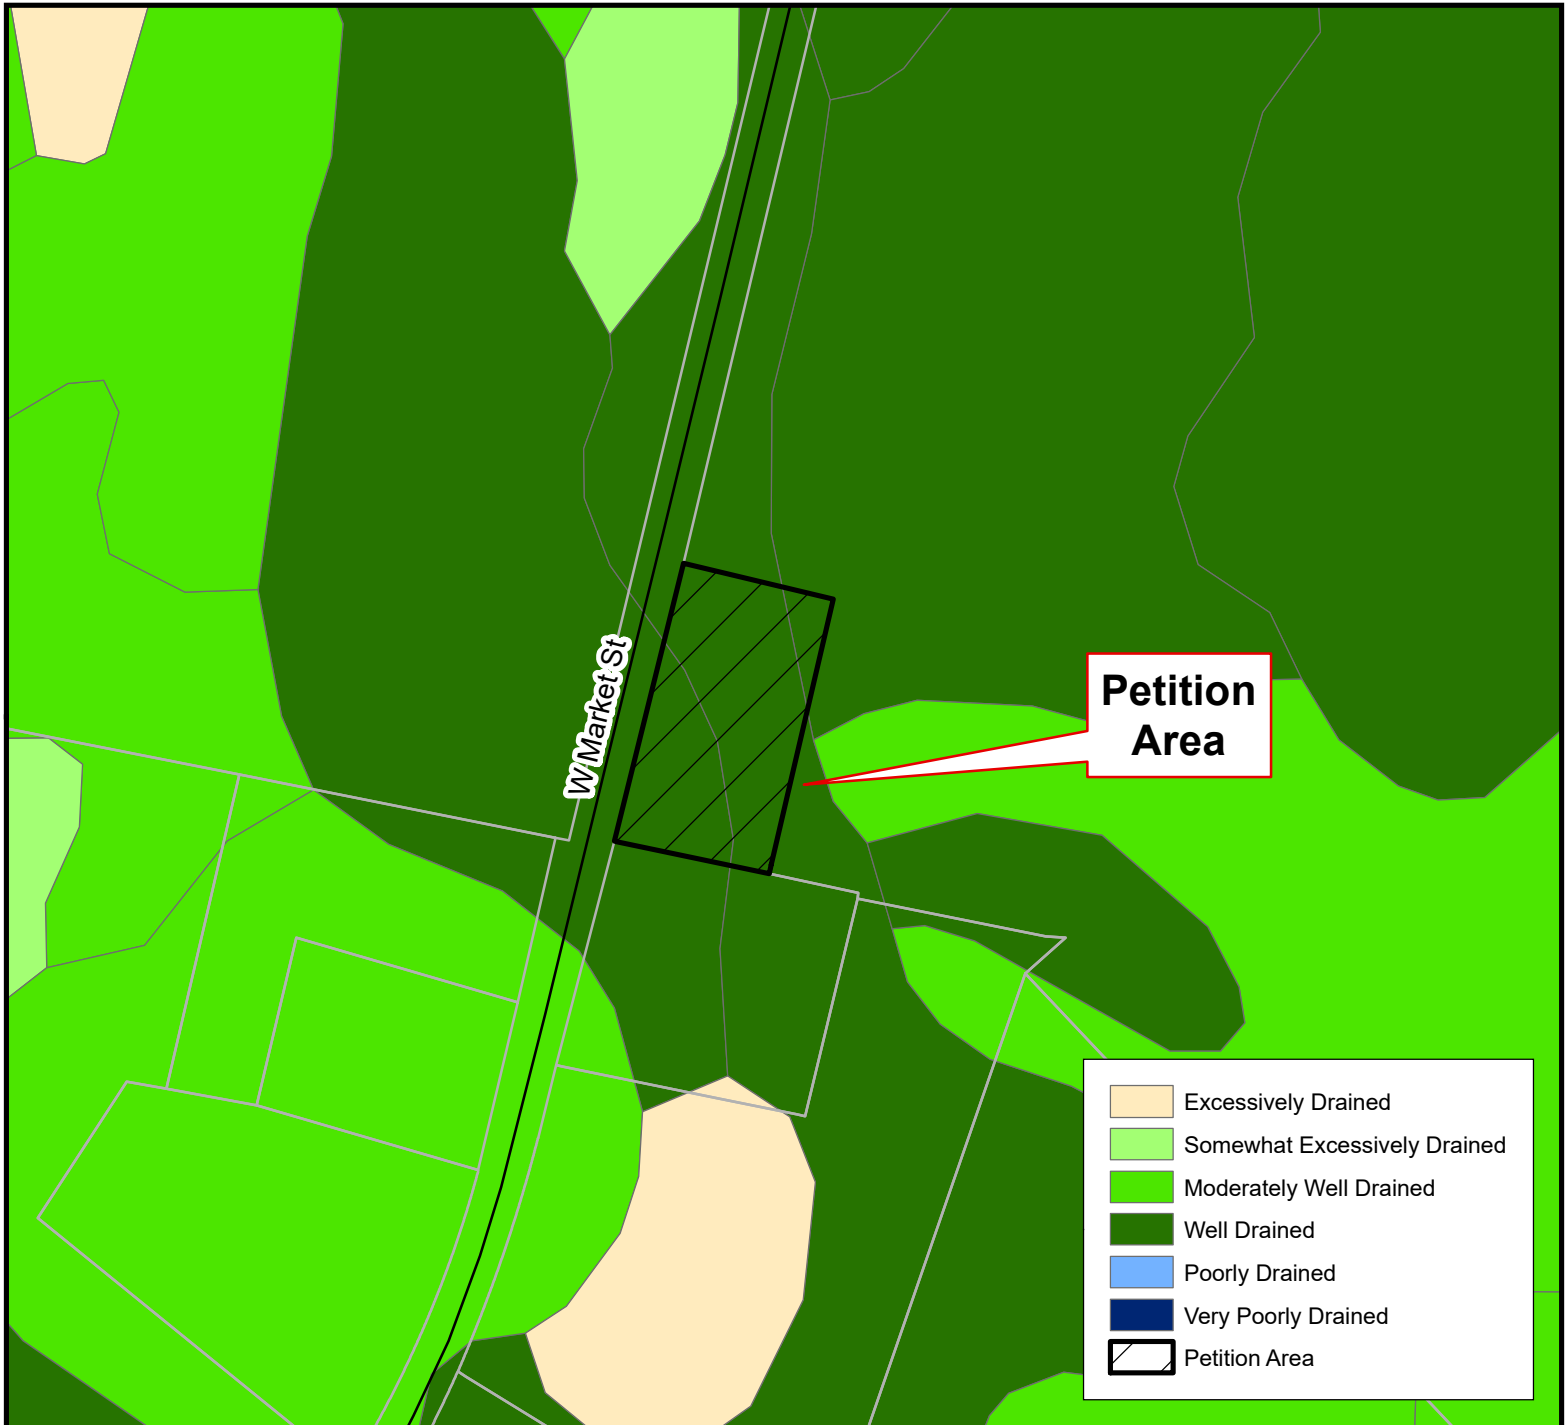 W Market St
Petition
Area
Excessively Drained
Somewhat Excessively Drained
Moderately Well Drained
Well Drained
Poorly Drained
Very Poorly Drained
Petition Area